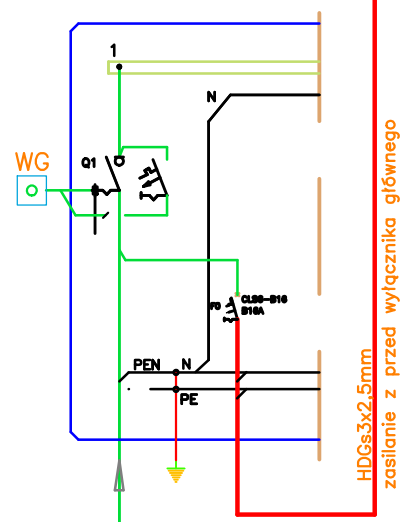 1
N
Q1
WG
F0
CLS6-B16
B16A
PEN
N
PE
HDGs3x2,5mm
zasilanie z przed wyłącznika głównego